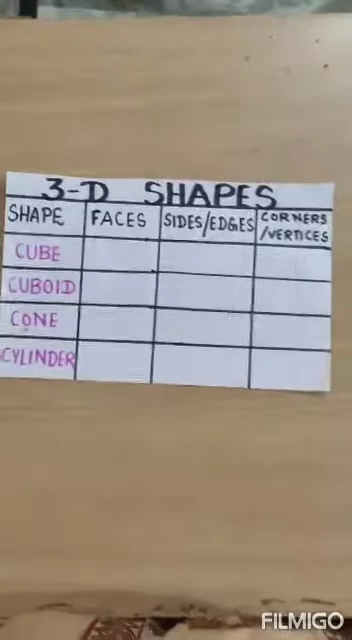 3-D SHAPES
SHAPE FACES SIDES/EDGES CORNERS
/VERTICES
CUBE
CUBOID
CONE
CYLINDER
FILMIGO